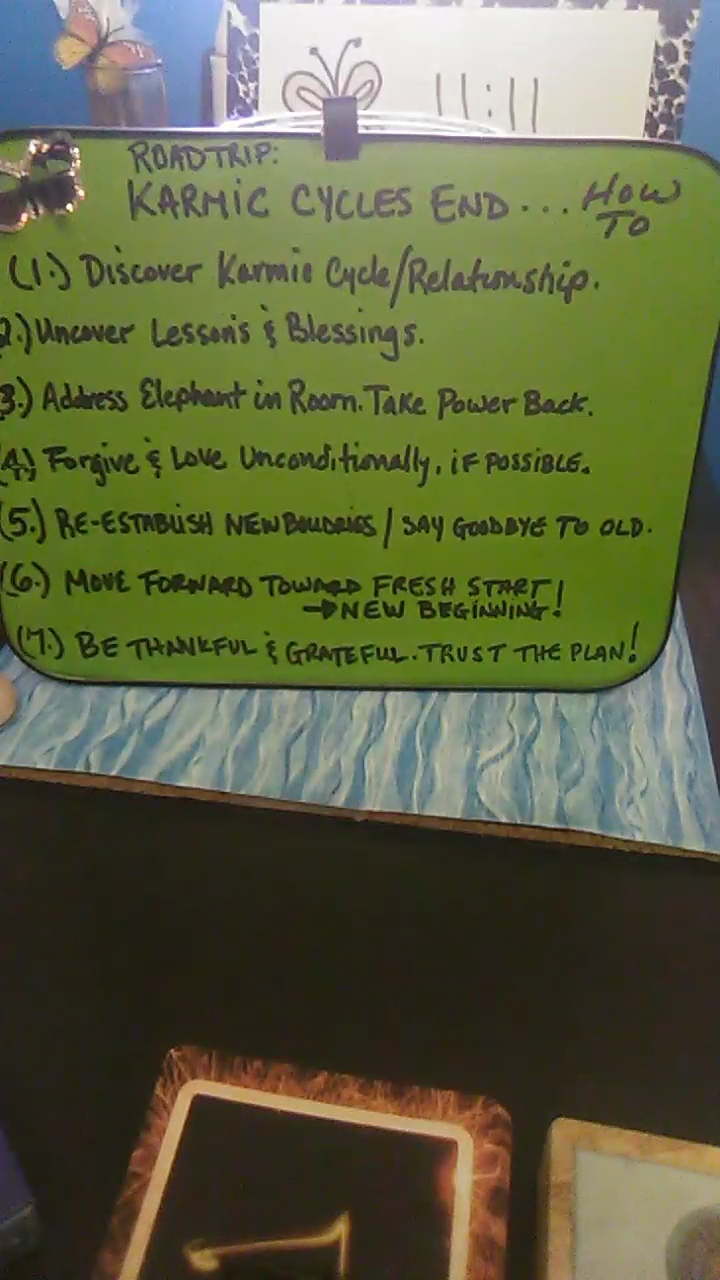 11:11
ROADTRIP:
KARMIC CYCLES END... HOW TO
(1.) Discover Karmic Cycle/Relationship.
2.) Uncover Lessons & Blessings.
3.) Address Elephant in Room. Take Power Back.
(4.) Forgive & Love Unconditionally, iF POSSiBLE.
(5.) RE-ESTABLISH NEW BOUDRIES / SAY GOODBYE TO OLD.
(6.) MOVE FORWARD TOWARD FRESH START!
→ NEW BEGINNING!
(7.) BE THANKFUL & GRATEFUL. TRUST THE PLAN!